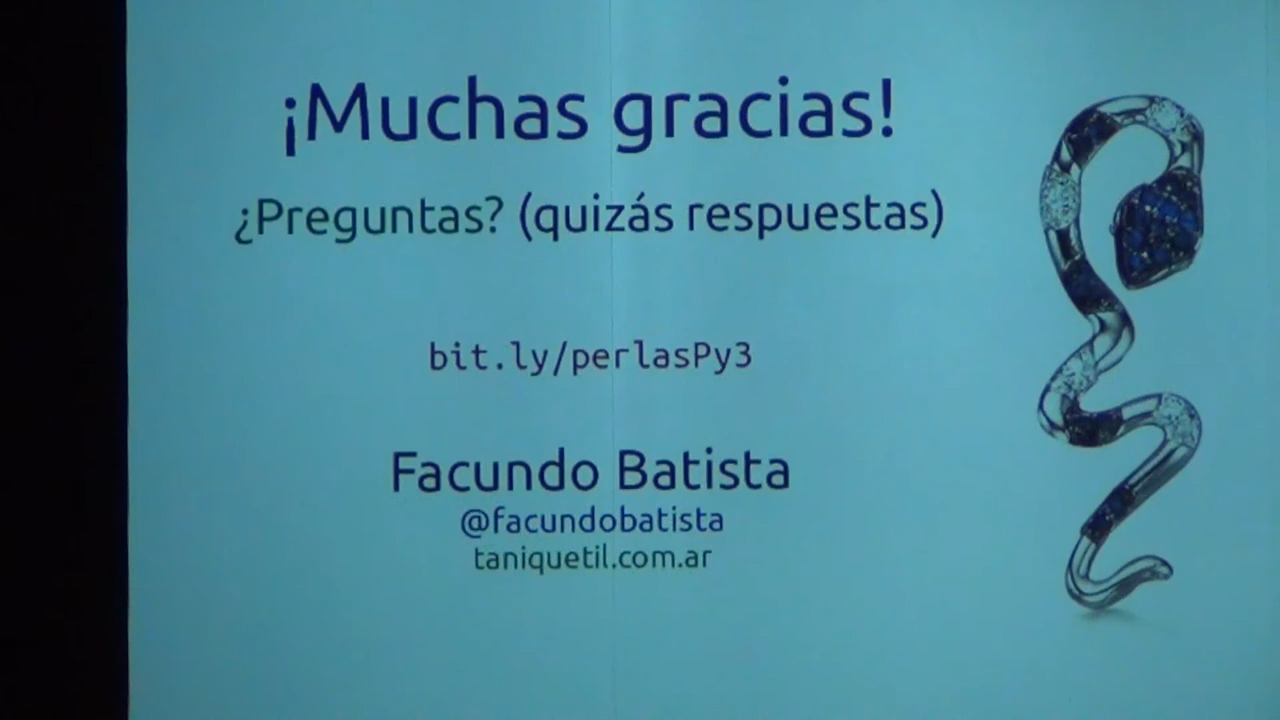 ¡Muchas gracias!
¿Preguntas? (quizás respuestas)
bit.ly/perlasPy3
Facundo Batista
@facundobatista
taniquetil.com.ar